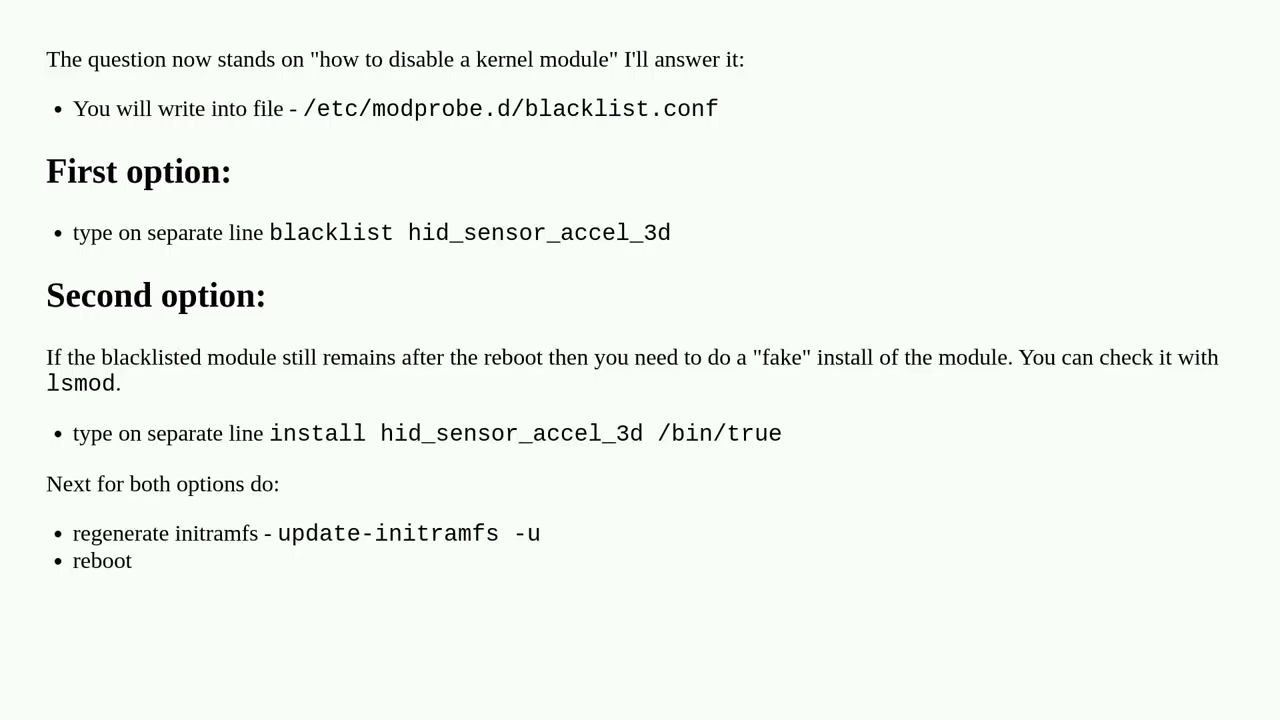 The question now stands on "how to disable a kernel module" I'll answer it:
• You will write into file - /etc/modprobe.d/blacklist.conf
First option:
• type on separate line blacklist hid_sensor_accel_3d
Second option:
If the blacklisted module still remains after the reboot then you need to do a "fake" install of the module. You can check it with
lsmod.
• type on separate line install hid_sensor_accel_3d /bin/true
Next for both options do:
• regenerate initramfs - update-initramfs -u
• reboot